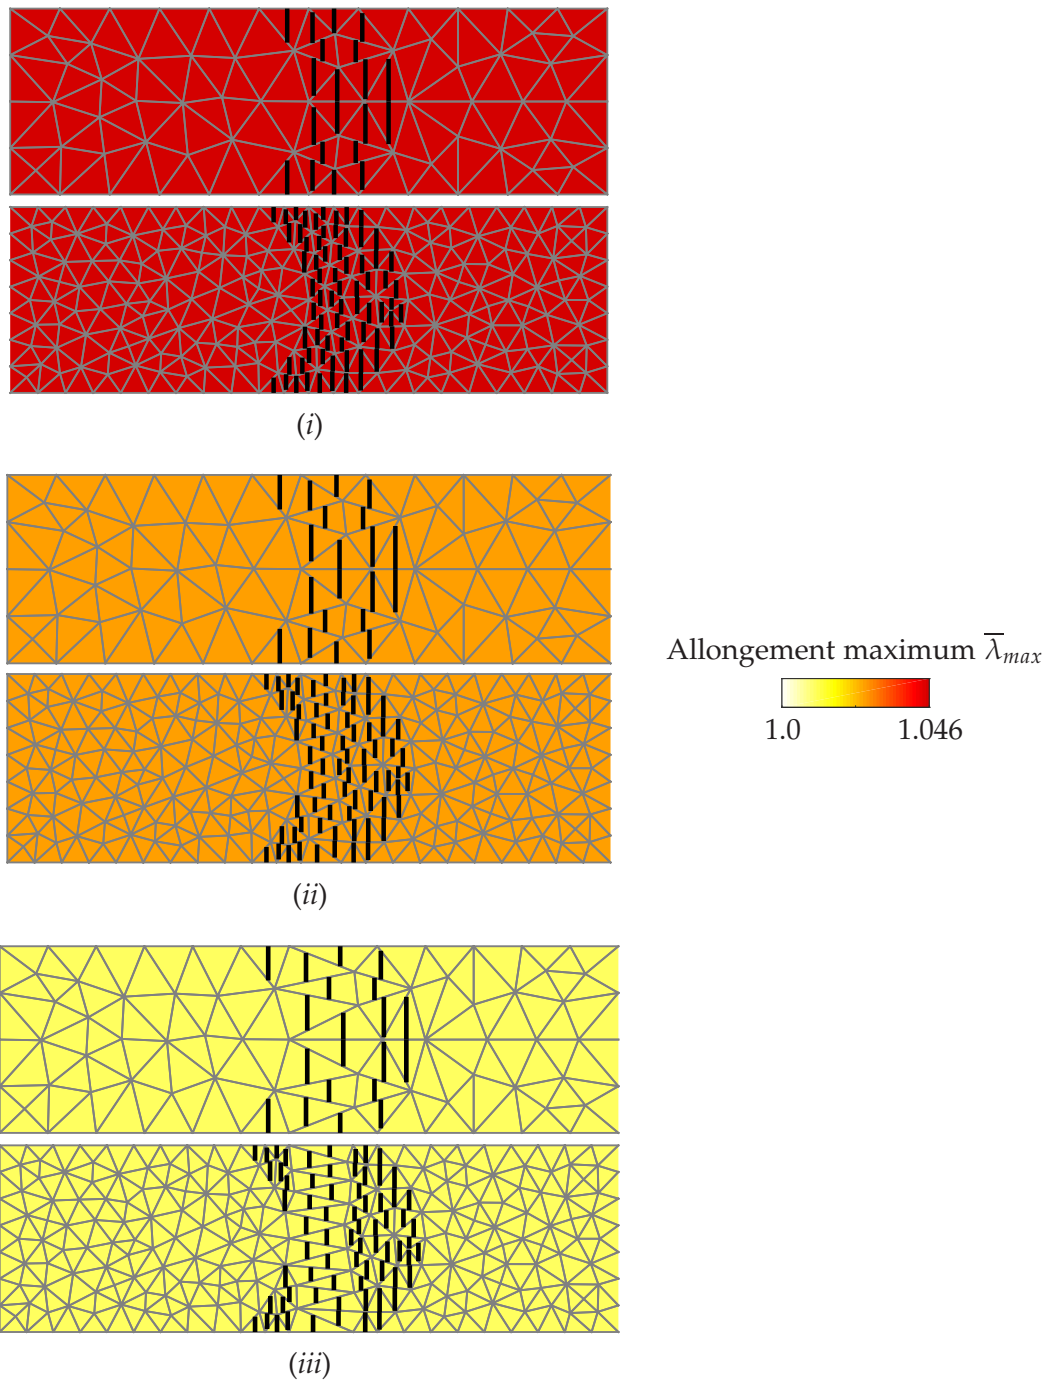 (i)
(ii)
Allongement maximum λ̅max
1.0 1.046
(iii)